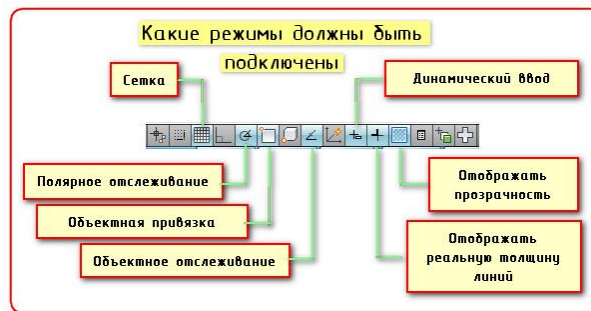 Какие режимы должны быть
подключены
Сетка
Динамический ввод
Полярное отслеживание
Объектная привязка
Объектное отслеживание
Отображать
прозрачность
Отображать
реальную толщину
линий